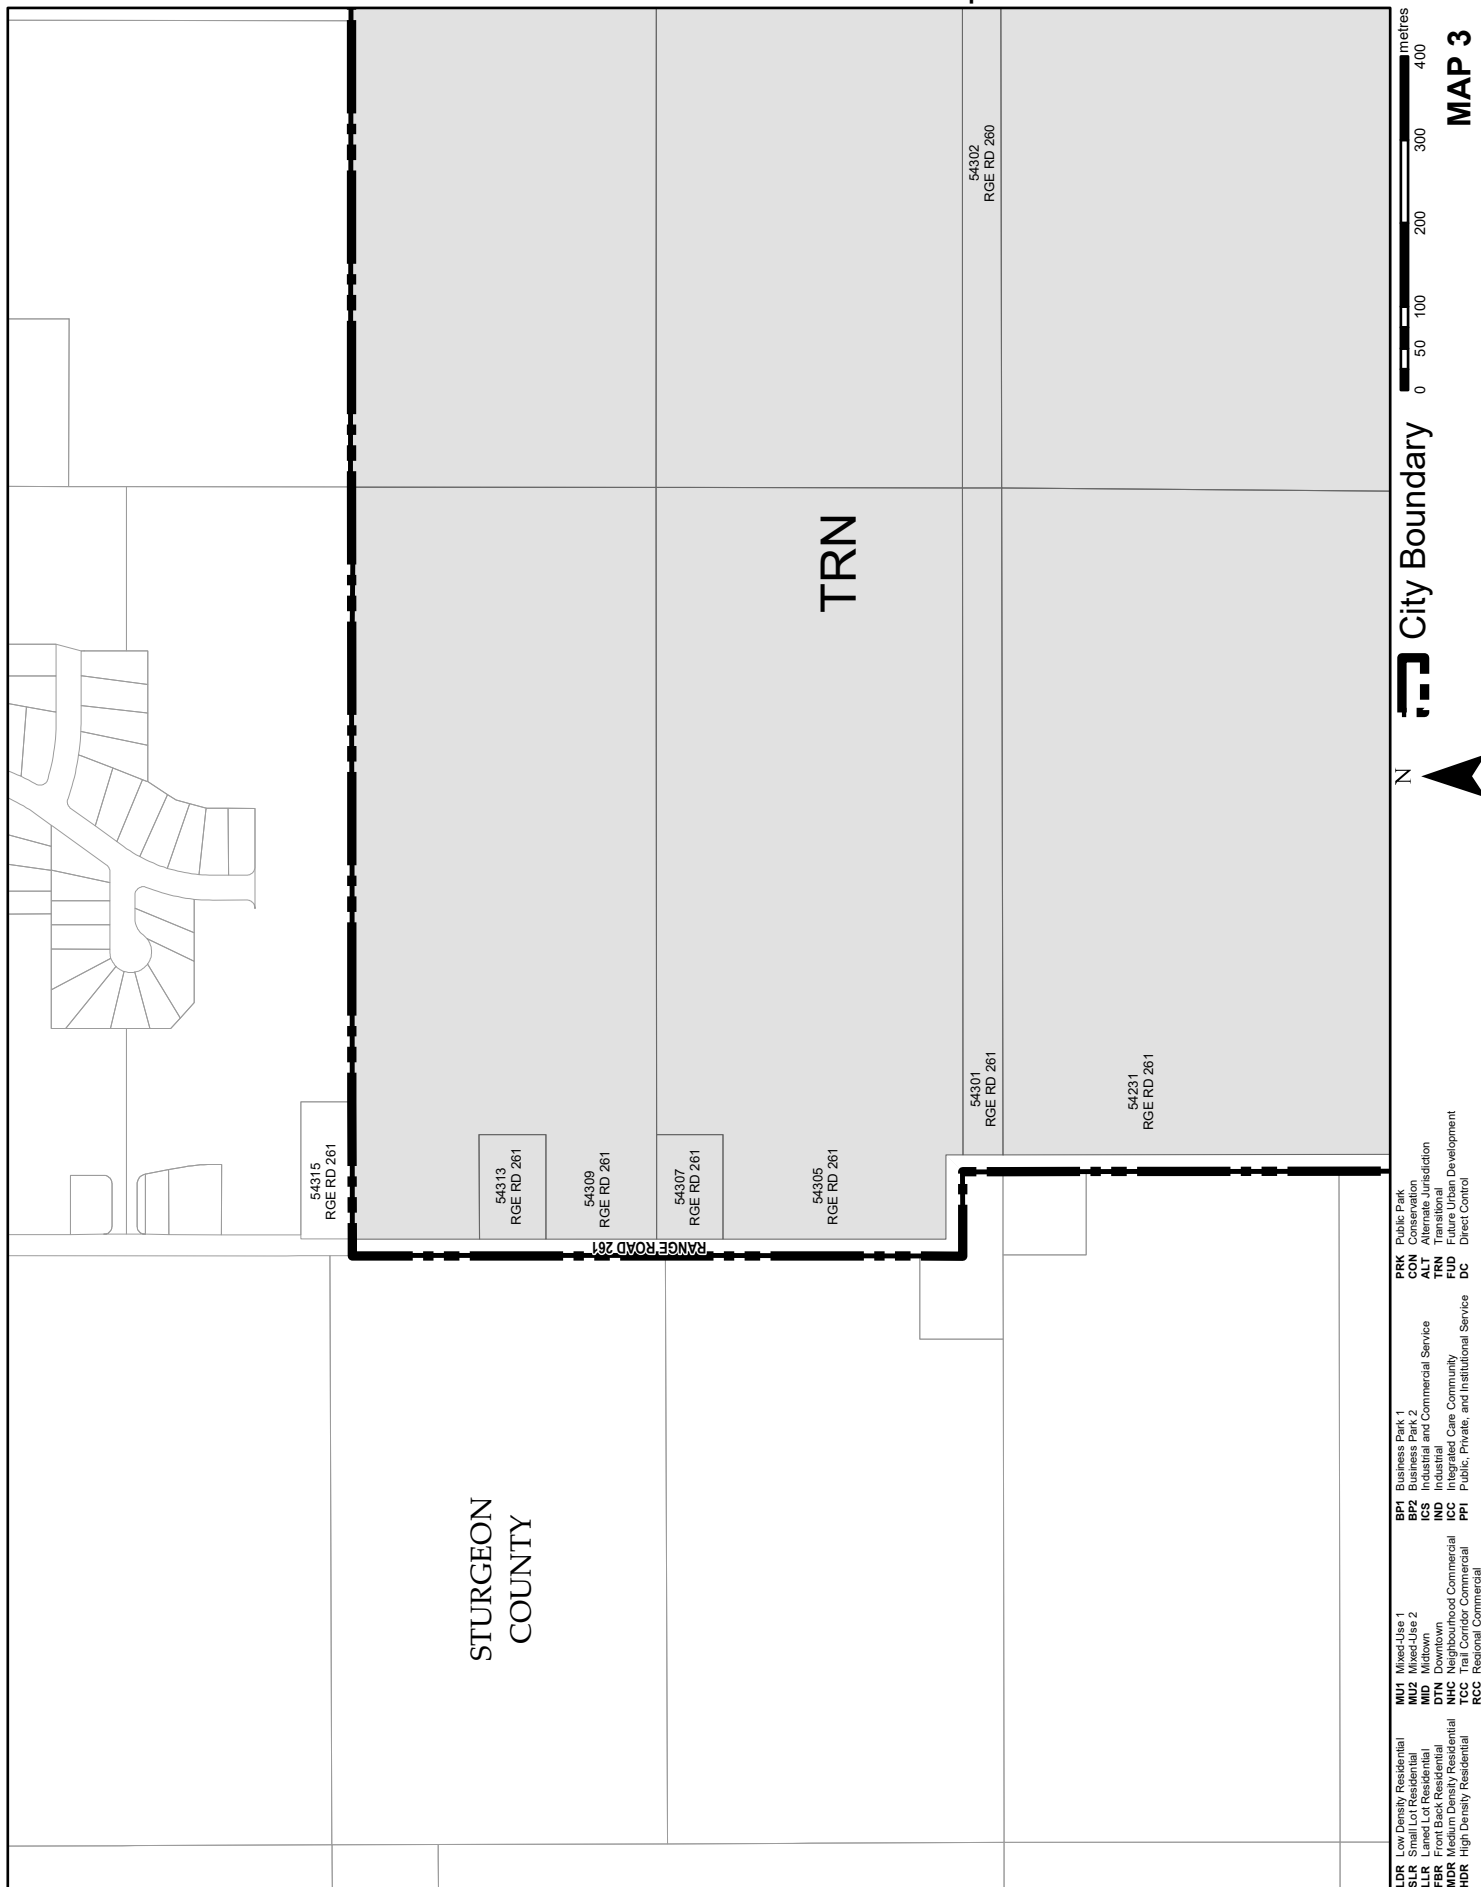 STURGEON
COUNTY
54315
RGE RD 261
54313
RGE RD 261
54309
RGE RD 261
54307
RGE RD 261
54305
RGE RD 261
RANGE ROAD 261
54301
RGE RD 261
54231
RGE RD 261
TRN
54302
RGE RD 260
LDR Low Density Residential
SLR Small Lot Residential
LLR Laned Lot Residential
FBR Front Back Residential
MDR Medium Density Residential
HDR High Density Residential
MU1 Mixed-Use 1
MU2 Mixed-Use 2
MID Midtown
DTN Downtown
NHC Neighbourhood Commercial
TCC Trail Corridor Commercial
RCC Regional Commercial
BP1 Business Park 1
BP2 Business Park 2
ICS Industrial and Commercial Service
IND Industrial
ICC Integrated Care Community
PPI Public, Private, and Institutional Service
PRK Public Park
CON Conservation
ALT Alternate Jurisdiction
TRN Transitional
FUD Future Urban Development
DC Direct Control
N
City Boundary
0 50 100 200 300 400
metres
MAP 3